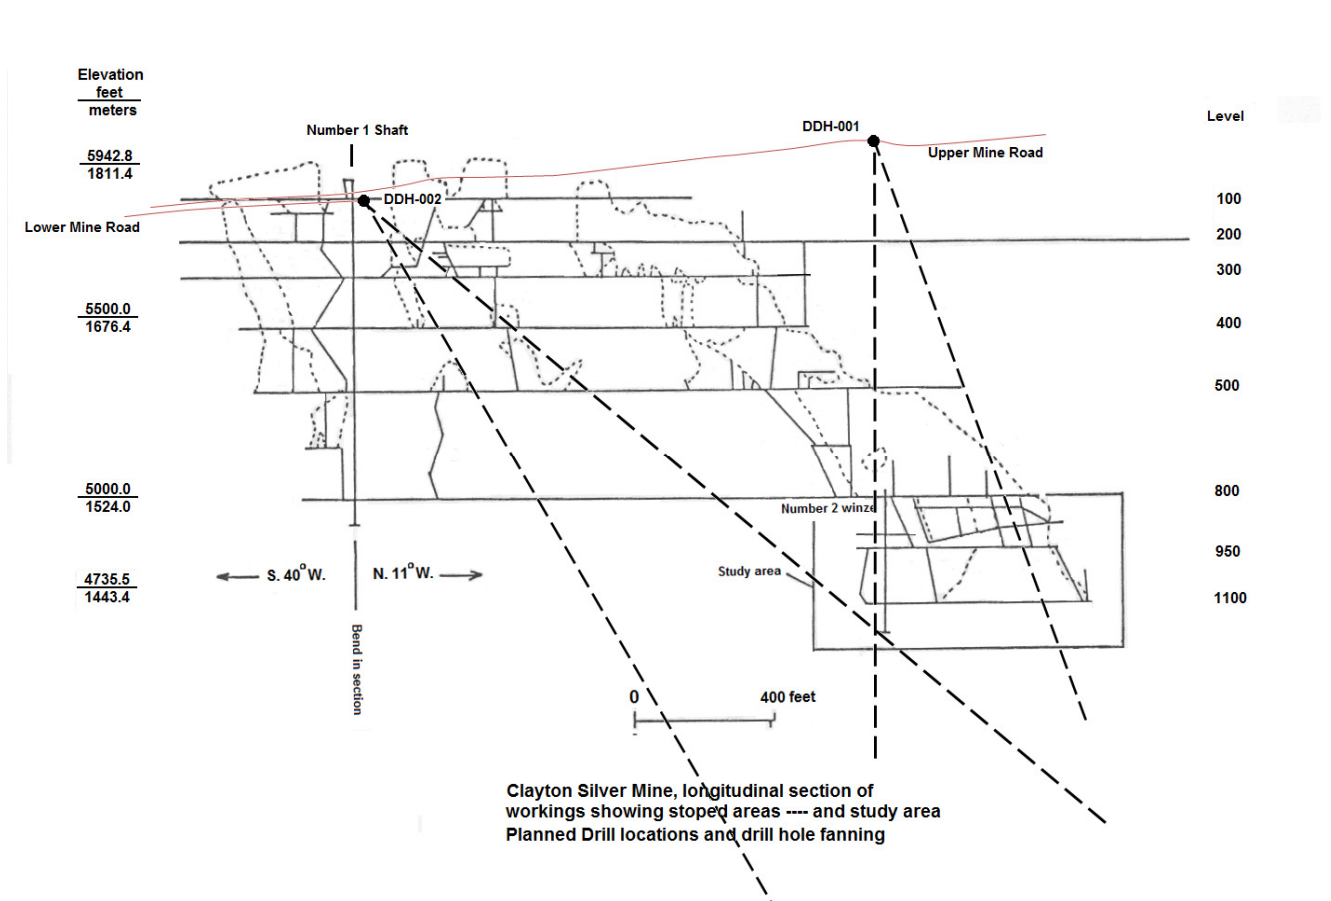 Elevation
feet
meters
Number 1 Shaft
DDH-001
Level
Upper Mine Road
5942.8
1811.4
DDH-002
100
Lower Mine Road
200
300
5500.0
1676.4
400
500
5000.0
1524.0
800
Number 2 winze
950
Study area
S. 40°W.
N. 11°W.
4735.5
1443.4
1100
Bend in section
0
400 feet
Clayton Silver Mine, longitudinal section of
workings showing stoped areas ---- and study area
Planned Drill locations and drill hole fanning